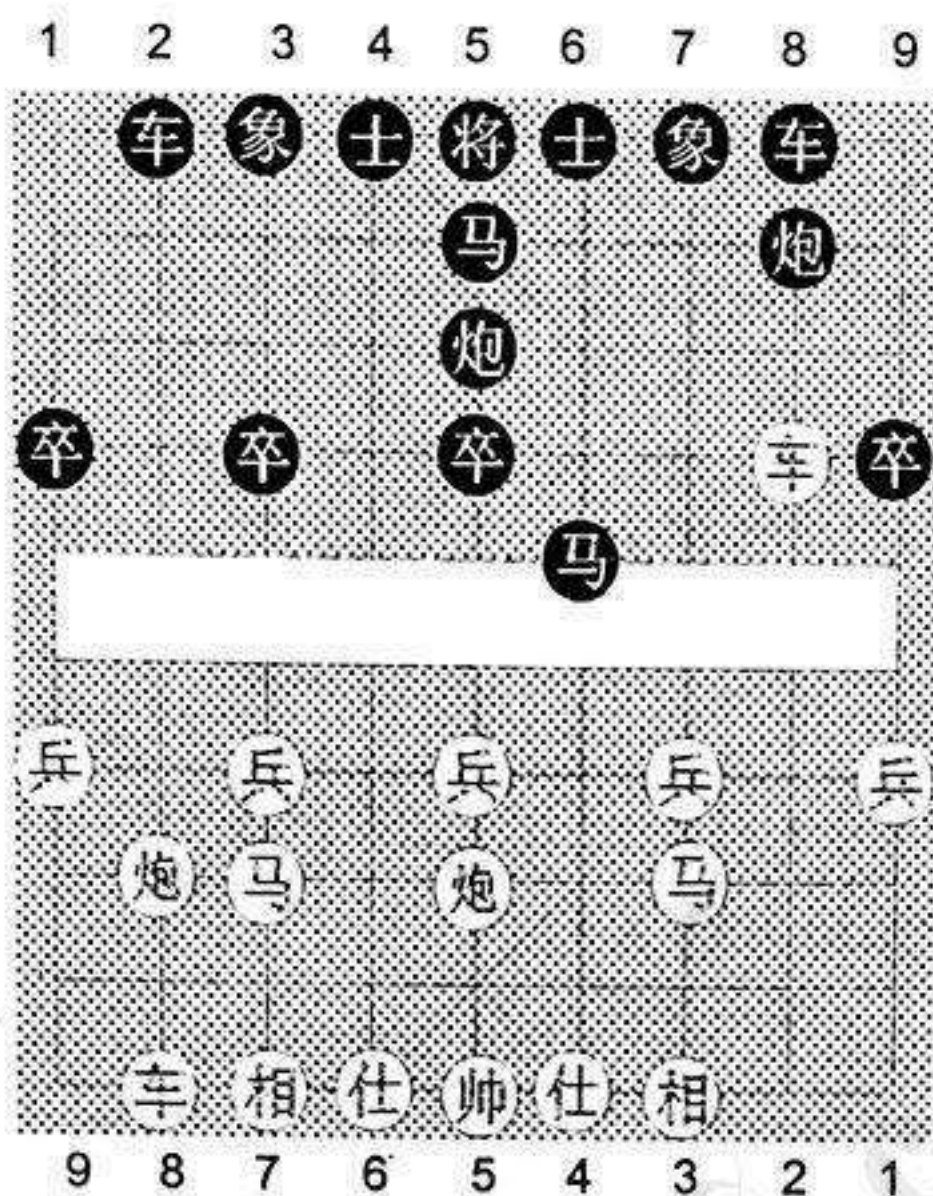 1 2 3 4 5 6 7 8 9
车 象 士 将 士 象 车
马 炮
炮
卒 卒 卒 车 卒
马
兵 兵 兵 兵 兵
炮 马 炮 马
车 相 仕 帅 仕 相
9 8 7 6 5 4 3 2 1